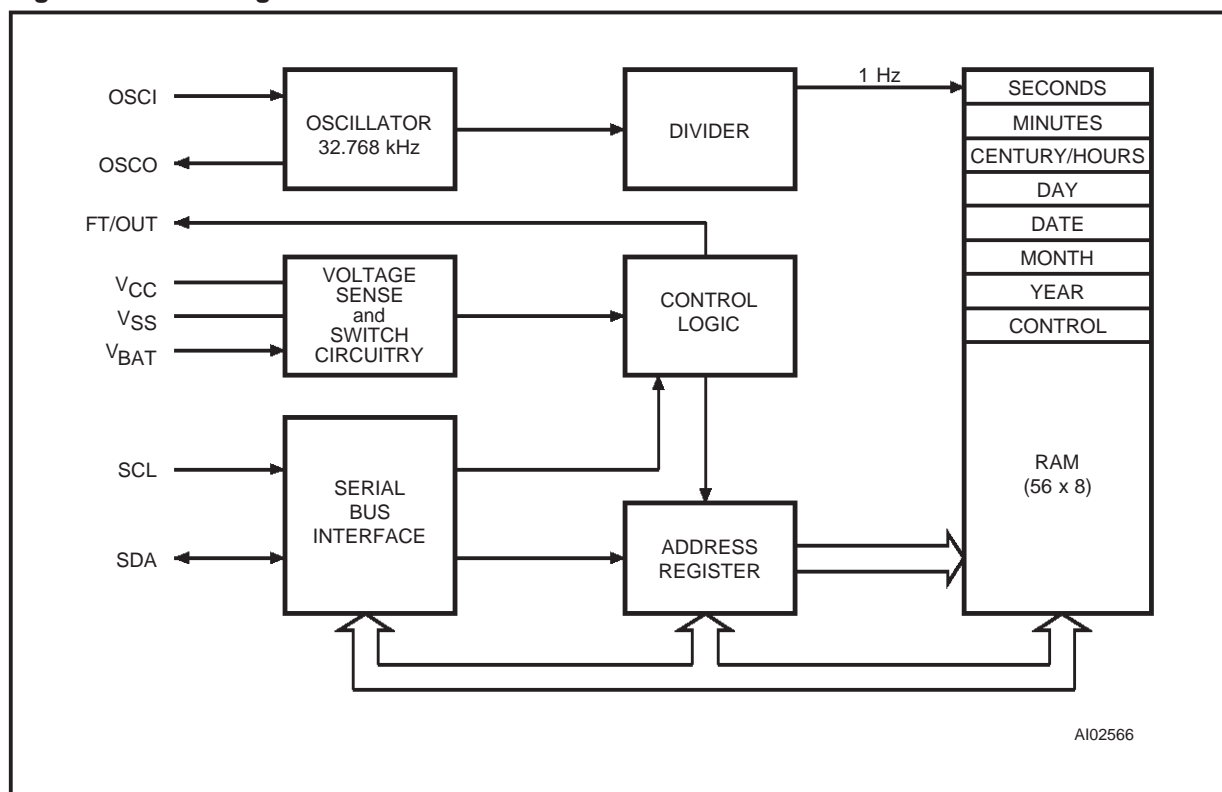 1 Hz
OSCI
OSCO
OSCILLATOR
32.768 kHz
DIVIDER
SECONDS
MINUTES
CENTURY/HOURS
DAY
DATE
MONTH
YEAR
CONTROL
RAM
(56 x 8)
FT/OUT
VCC
VSS
VBAT
VOLTAGE
SENSE
and
SWITCH
CIRCUITRY
CONTROL
LOGIC
SCL
SDA
SERIAL
BUS
INTERFACE
ADDRESS
REGISTER
AI02566